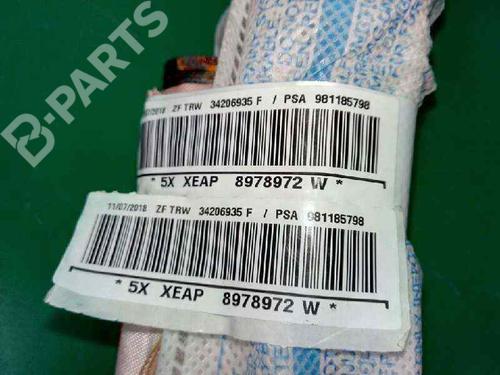 B-PARTS
/2018 ZF TRW 34206935 F / PSA 981185798
* 5X XEAP 8978972 W *
11/07/2018 ZF TRW 34206935 F / PSA 981185798
* 5X XEAP 8978972 W *